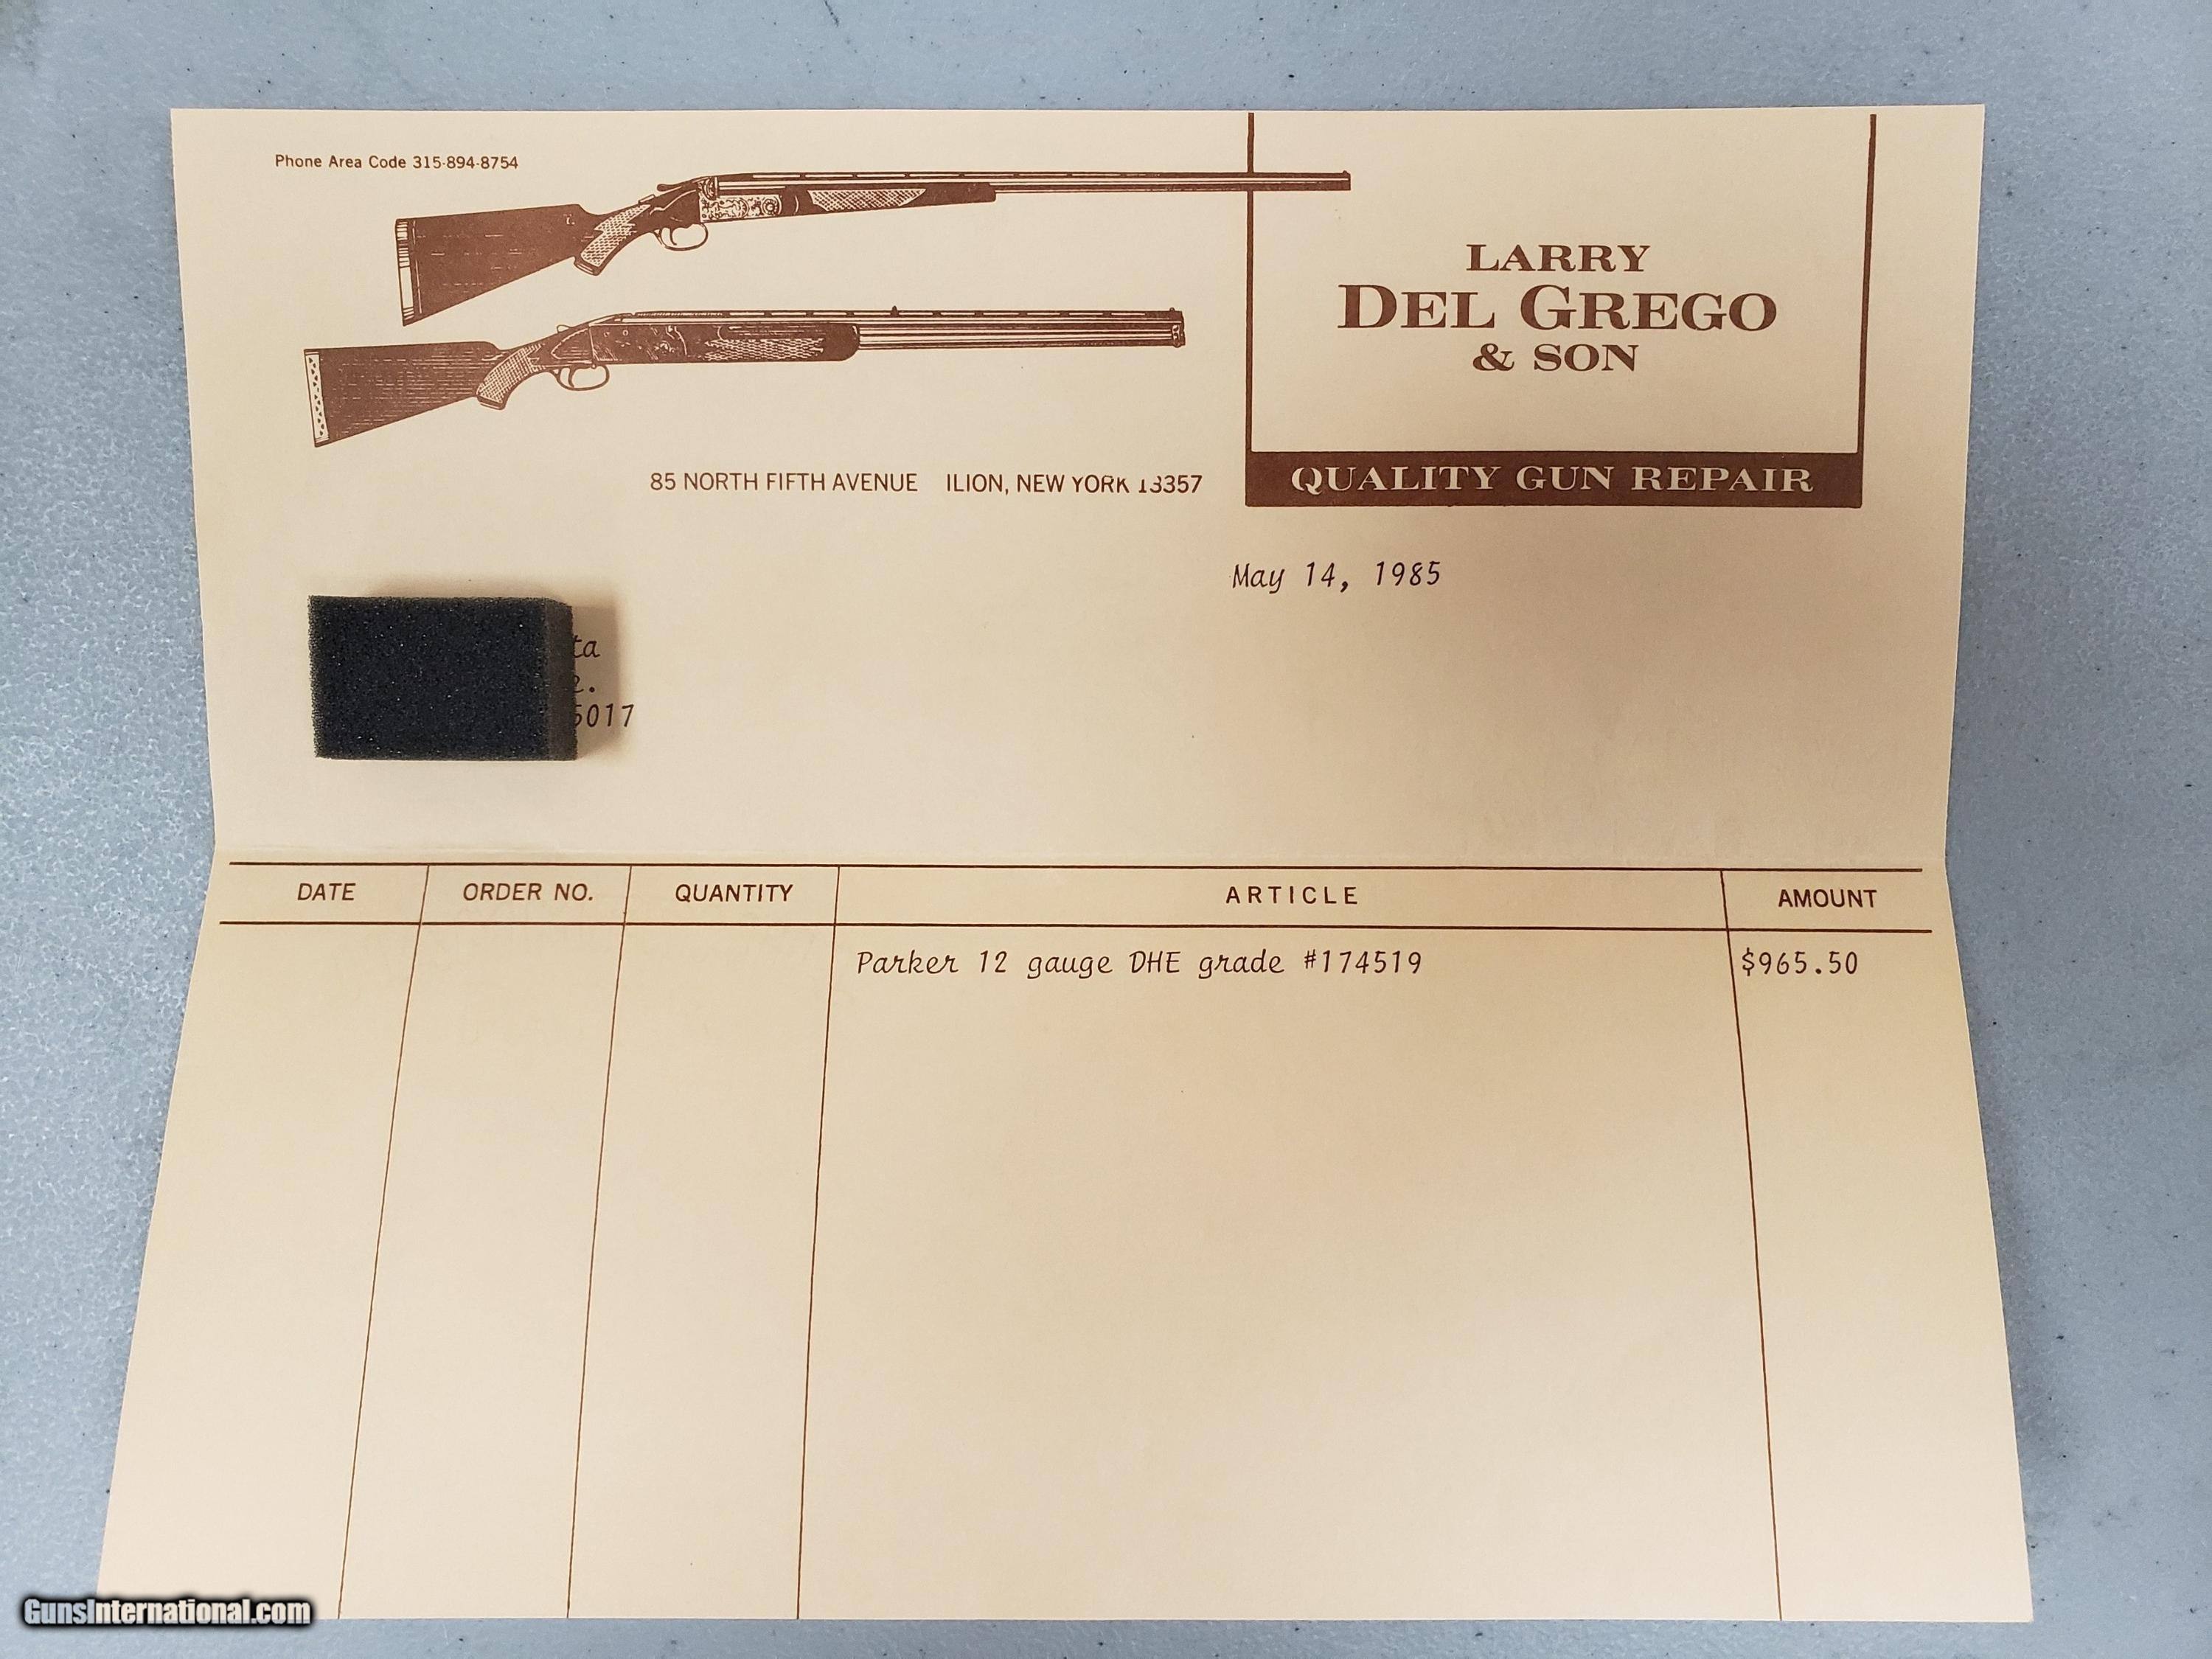 Phone Area Code 315-894-8754
LARRY
DEL GREGO
& SON
QUALITY GUN REPAIR
85 NORTH FIFTH AVENUE ILION, NEW YORK 13357
May 14, 1985
5017
DATE ORDER NO. QUANTITY ARTICLE AMOUNT
Parker 12 gauge DHE grade #174519 $965.50
GunsInternational.com